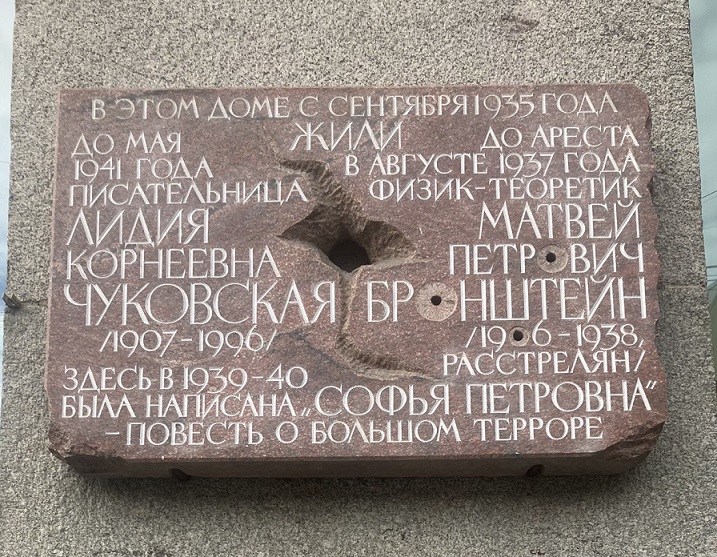 В ЭТОМ ДОМЕ С СЕНТЯБРЯ 1935 ГОДА
ЖИЛИ
ДО МАЯ
1941 ГОДА
ПИСАТЕЛЬНИЦА
ЛИДИЯ
КОРНЕЕВНА
ЧУКОВСКАЯ
/1907-1996/
ДО АРЕСТА
В АВГУСТЕ 1937 ГОДА
ФИЗИК-ТЕОРЕТИК
МАТВЕЙ
ПЕТРОВИЧ
БРОНШТЕЙН
/1906-1938,
РАССТРЕЛЯН/
ЗДЕСЬ В 1939-40
БЫЛА НАПИСАНА „СОФЬЯ ПЕТРОВНА“
-ПОВЕСТЬ О БОЛЬШОМ ТЕРРОРЕ